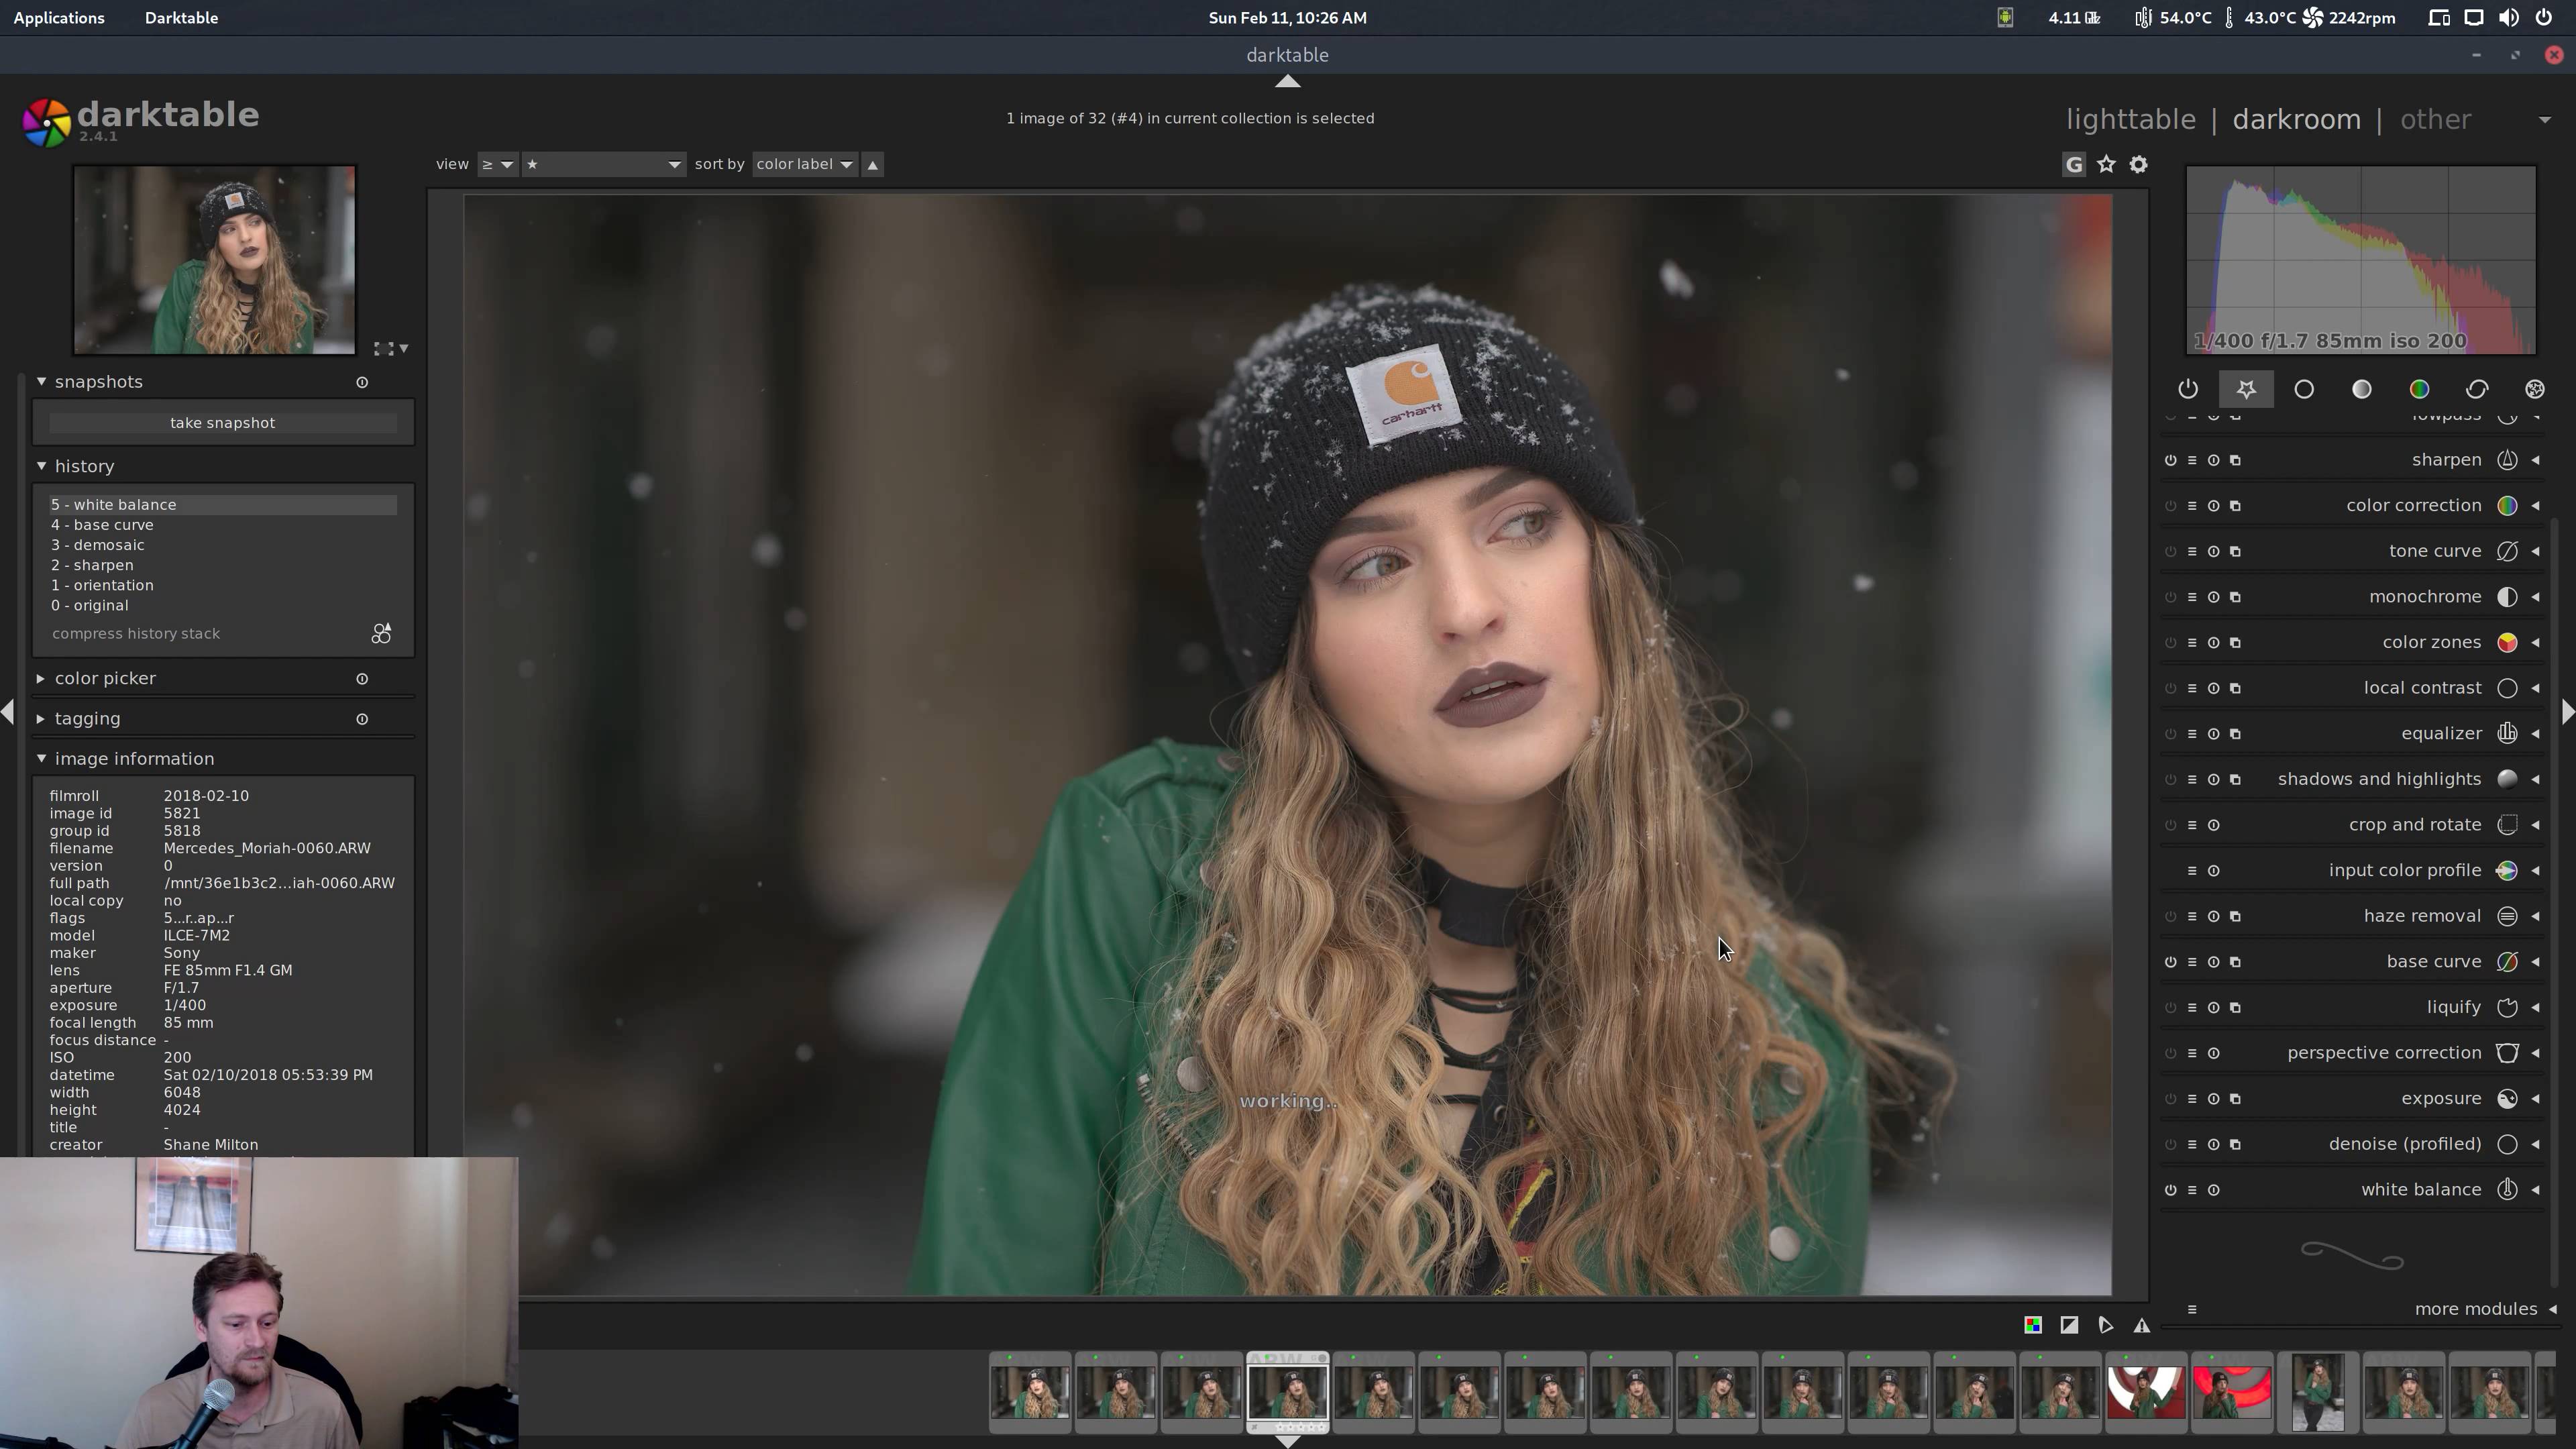 Applications Darktable Sun Feb 11, 10:26 AM 4.11 54.0°C 43.0°C 2242rpm
darktable
darktable
2.4.1
1 image of 32 (#4) in current collection is selected
lighttable | darkroom | other
view ≥ ★ sort by color label
G
1/400 f/1.7 85mm iso 200
snapshots
take snapshot
history
5 - white balance
4 - base curve
3 - demosaic
2 - sharpen
1 - orientation
0 - original
compress history stack
color picker
tagging
image information
filmroll 2018-02-10
image id 5821
group id 5818
filename Mercedes_Moriah-0060.ARW
version 0
full path /mnt/36e1b3c2...iah-0060.ARW
local copy no
flags 5...r..ap...r
model ILCE-7M2
maker Sony
lens FE 85mm F1.4 GM
aperture F/1.7
exposure 1/400
focal length 85 mm
focus distance -
ISO 200
datetime Sat 02/10/2018 05:53:39 PM
width 6048
height 4024
title -
creator Shane Milton
carhartt
working..
lowpass
sharpen
color correction
tone curve
monochrome
color zones
local contrast
equalizer
shadows and highlights
crop and rotate
input color profile
haze removal
base curve
liquify
perspective correction
exposure
denoise (profiled)
white balance
more modules